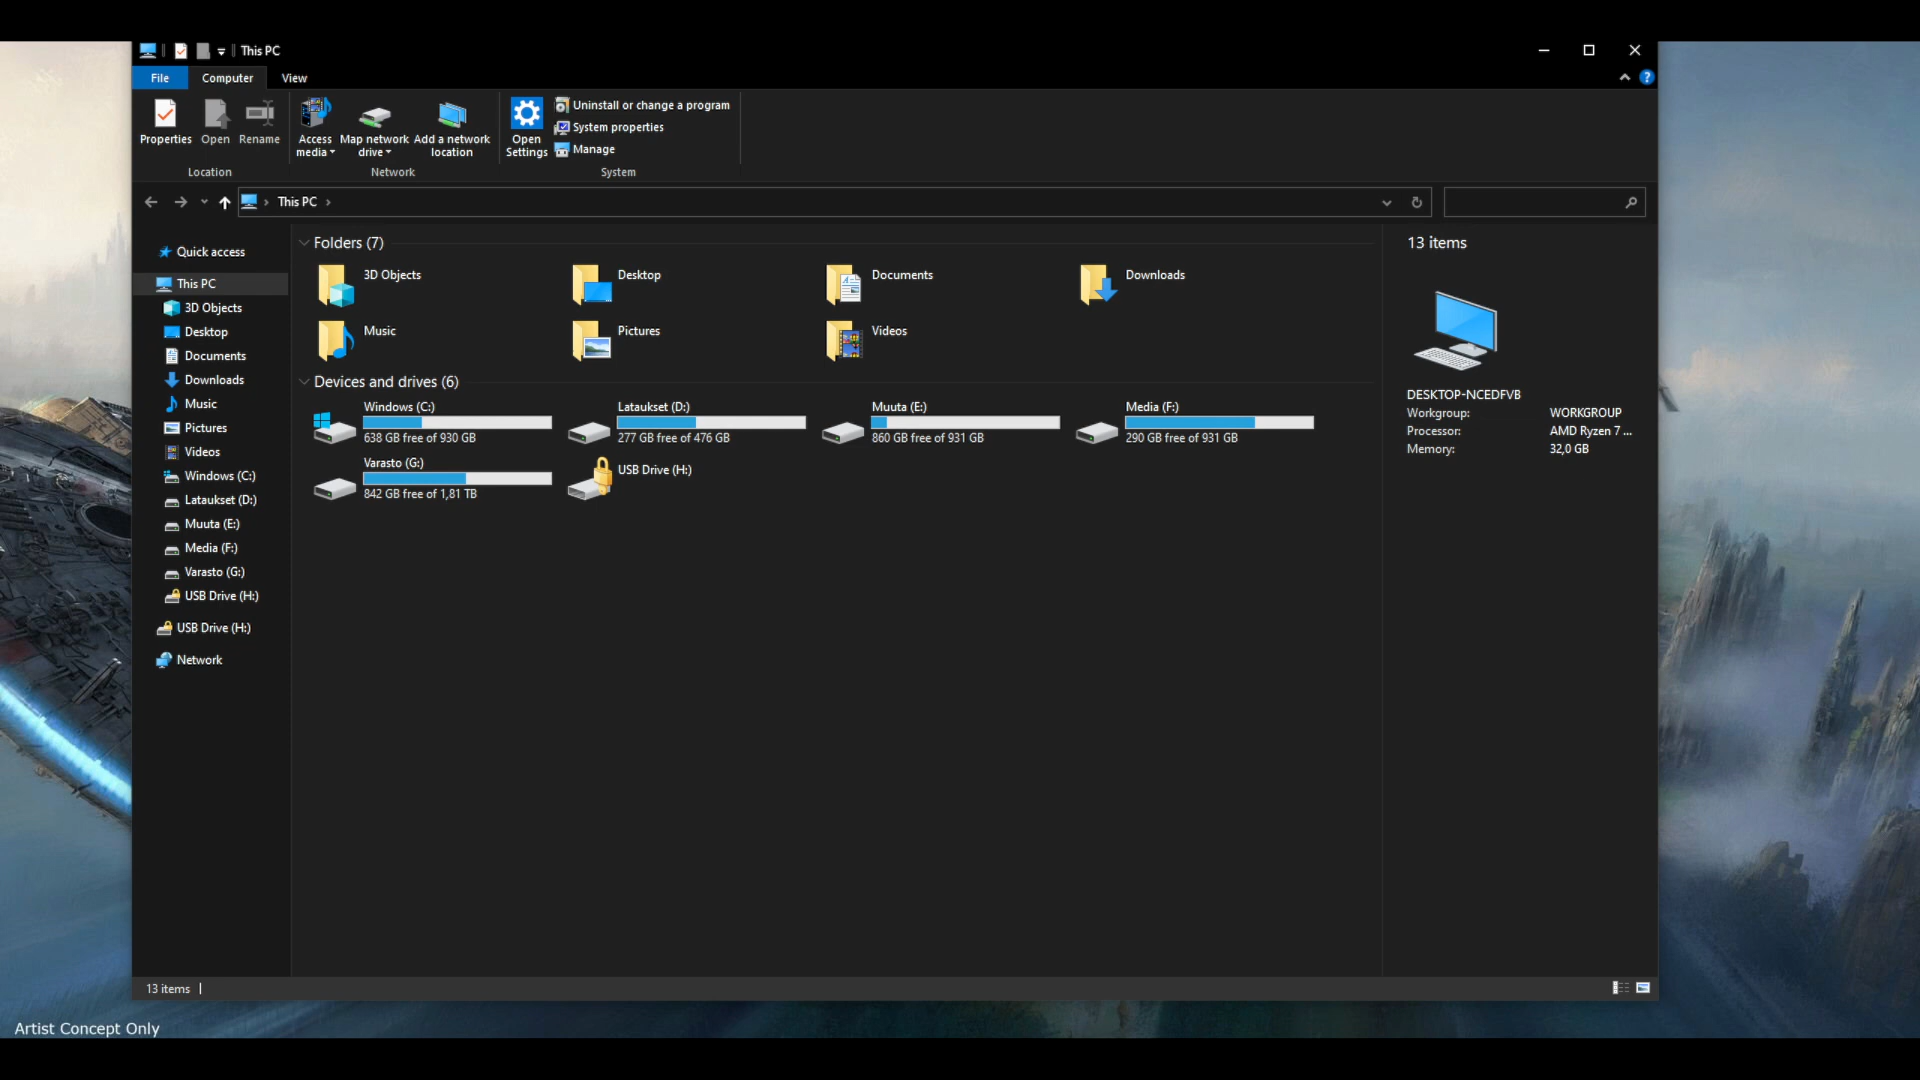 This PC
File Computer View
Properties Open Rename
Access media Map network drive Add a network location
Open Settings
Uninstall or change a program
System properties
Manage
Location Network System
This PC
Quick access
This PC
3D Objects
Desktop
Documents
Downloads
Music
Pictures
Videos
Windows (C:)
Lataukset (D:)
Muuta (E:)
Media (F:)
Varasto (G:)
USB Drive (H:)
USB Drive (H:)
Network
Folders (7)
3D Objects Desktop Documents Downloads
Music Pictures Videos
Devices and drives (6)
Windows (C:)
638 GB free of 930 GB
Lataukset (D:)
277 GB free of 476 GB
Muuta (E:)
860 GB free of 931 GB
Media (F:)
290 GB free of 931 GB
Varasto (G:)
842 GB free of 1,81 TB
USB Drive (H:)
13 items
DESKTOP-NCEDFVB
Workgroup: WORKGROUP
Processor: AMD Ryzen 7 ...
Memory: 32,0 GB
13 items
Artist Concept Only